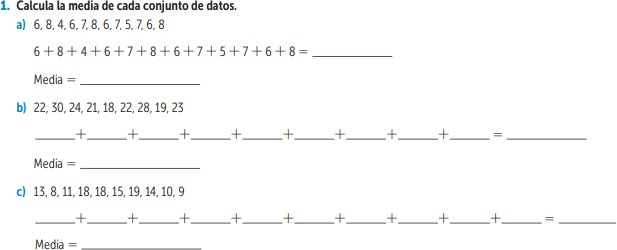 1. Calcula la media de cada conjunto de datos.
a) 6, 8, 4, 6, 7, 8, 6, 7, 5, 7, 6, 8
6 + 8 + 4 + 6 + 7 + 8 + 6 + 7 + 5 + 7 + 6 + 8 = ________
Media = ____________
b) 22, 30, 24, 21, 18, 22, 28, 19, 23
____+____+____+____+____+____+____+____+____ = ________
Media = ____________
c) 13, 8, 11, 18, 18, 15, 19, 14, 10, 9
____+____+____+____+____+____+____+____+____+____ = ______
Media = ____________